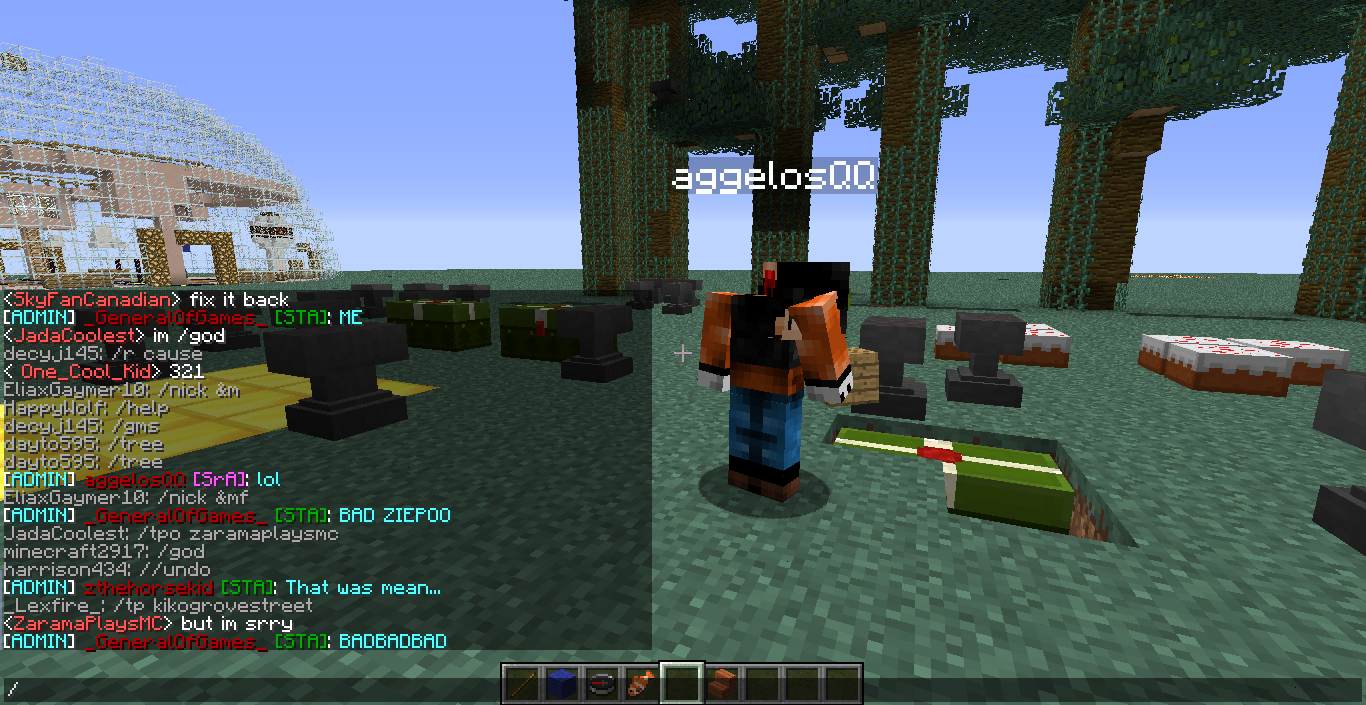 aggelosQQ
<SkyFanCanadian> fix it back
[ADMIN] _GeneralOfGames_ [STA]: ME
<JadaCoolest> im /god
decyj145: /r cause
< One_Cool_Kid> 321
EliaxGaymer10: /nick &m
HappyWolf: /help
decyj145: /gms
dayto595: /tree
dayto595: /tree
[ADMIN] aggelosQQ [SrA]: lol
EliaxGaymer10: /nick &mf
[ADMIN] _GeneralOfGames_ [STA]: BAD ZIEPOO
JadaCoolest: /tpo zaramaplaysmc
minecraft2917: /god
harrison434: //undo
[ADMIN] zthehorsekid [STA]: That was mean...
_Lexfire_: /tp kikogrovestreet
<ZaramaPlaysMC> but im srry
[ADMIN] _GeneralOfGames_ [STA]: BADBADBAD
/